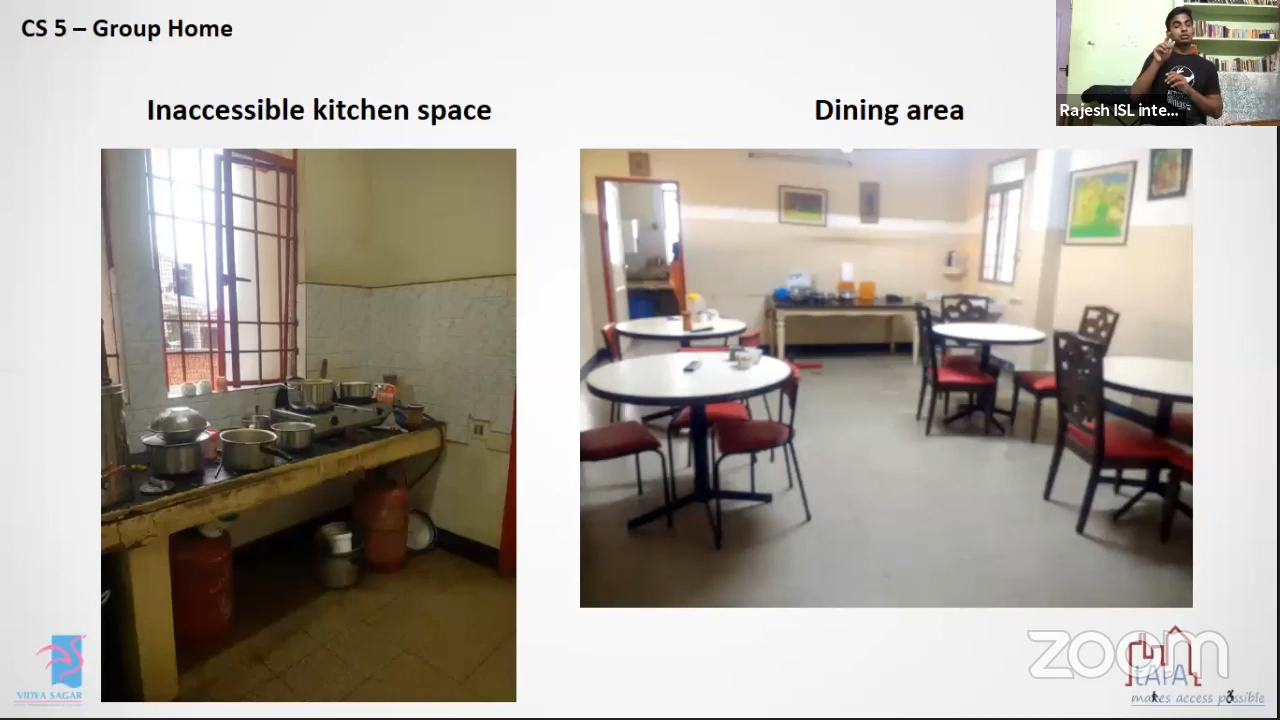 CS 5 – Group Home
Inaccessible kitchen space
Dining area
Rajesh ISL inte...
VIDYA SAGAR
zoom
makes access possible